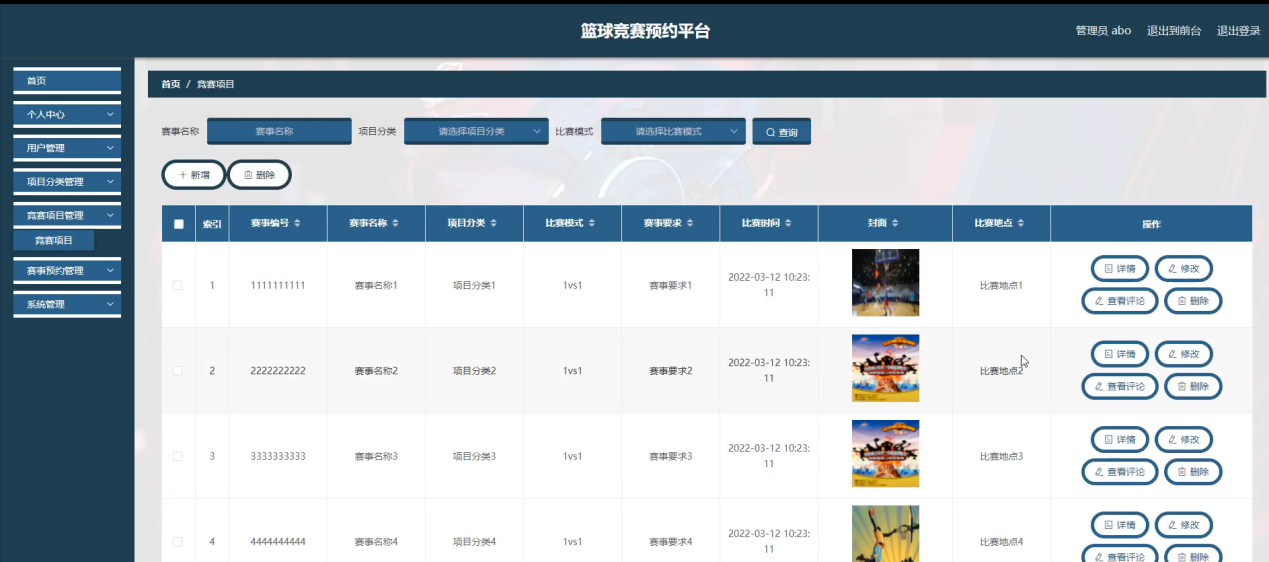 篮球竞赛预约平台
管理员 abo 退出到前台 退出登录
首页
个人中心
用户管理
项目分类管理
竞赛项目管理
竞赛项目
赛事预约管理
系统管理
首页 / 竞赛项目
赛事名称 赛事名称 项目分类 请选择项目分类 比赛模式 请选择比赛模式 查询
新增 删除
索引 赛事编号 赛事名称 项目分类 比赛模式 赛事要求 比赛时间 封面 比赛地点 操作
1 1111111111 赛事名称1 项目分类1 1vs1 赛事要求1 2022-03-12 10:23:11 比赛地点1 详情 修改
查看评论 删除
2 2222222222 赛事名称2 项目分类2 1vs1 赛事要求2 2022-03-12 10:23:11 比赛地点2 详情 修改
查看评论 删除
3 3333333333 赛事名称3 项目分类3 1vs1 赛事要求3 2022-03-12 10:23:11 比赛地点3 详情 修改
查看评论 删除
4 4444444444 赛事名称4 项目分类4 1vs1 赛事要求4 2022-03-12 10:23:11 比赛地点4 详情 修改
查看评论 删除